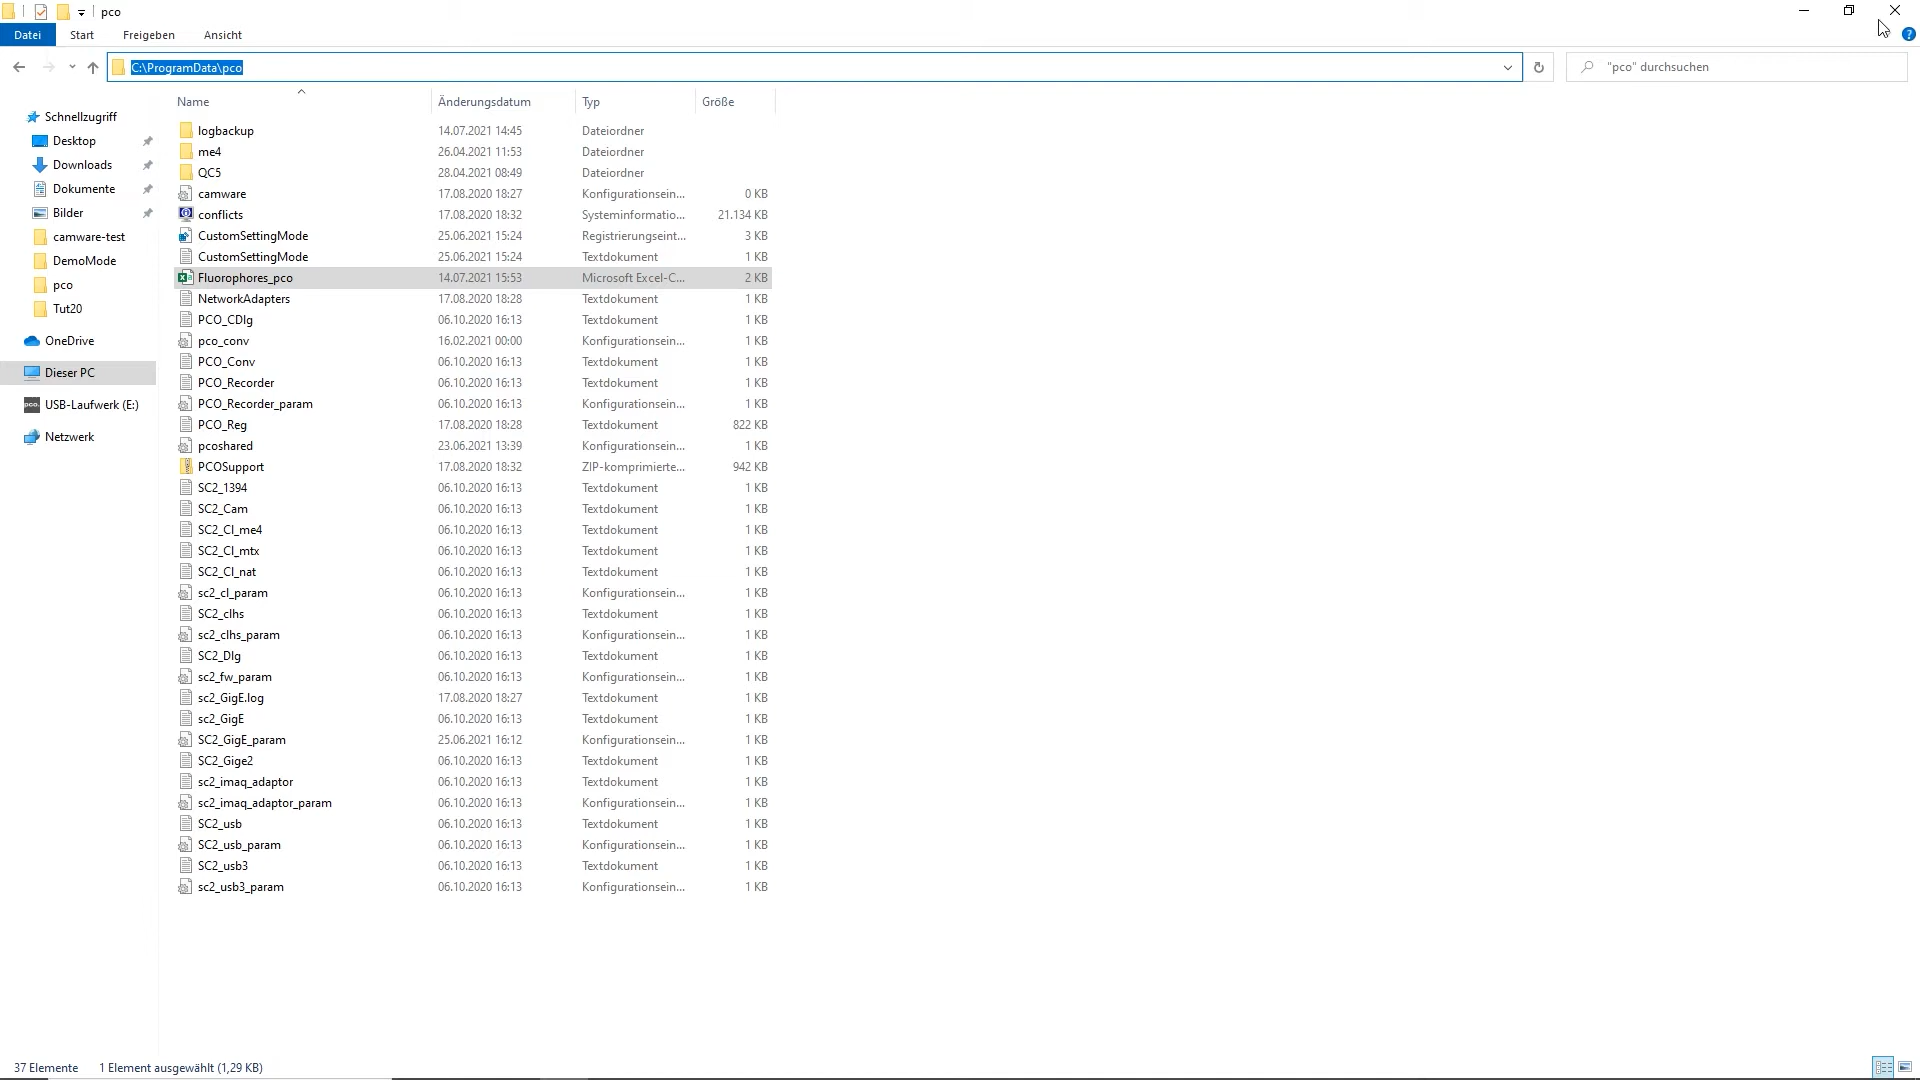 pco
Datei Start Freigeben Ansicht
C:\ProgramData\pco
"pco" durchsuchen
Name Änderungsdatum Typ Größe
Schnellzugriff
Desktop
Downloads
Dokumente
Bilder
camware-test
DemoMode
pco
Tut20
OneDrive
Dieser PC
USB-Laufwerk (E:)
Netzwerk
logbackup 14.07.2021 14:45 Dateiordner
me4 26.04.2021 11:53 Dateiordner
QC5 28.04.2021 08:49 Dateiordner
camware 17.08.2020 18:27 Konfigurationsein... 0 KB
conflicts 17.08.2020 18:32 Systeminformatio... 21.134 KB
CustomSettingMode 25.06.2021 15:24 Registrierungseint... 3 KB
CustomSettingMode 25.06.2021 15:24 Textdokument 1 KB
Fluorophores_pco 14.07.2021 15:53 Microsoft Excel-C... 2 KB
NetworkAdapters 17.08.2020 18:28 Textdokument 1 KB
PCO_CDlg 06.10.2020 16:13 Textdokument 1 KB
pco_conv 16.02.2021 00:00 Konfigurationsein... 1 KB
PCO_Conv 06.10.2020 16:13 Textdokument 1 KB
PCO_Recorder 06.10.2020 16:13 Textdokument 1 KB
PCO_Recorder_param 06.10.2020 16:13 Konfigurationsein... 1 KB
PCO_Reg 17.08.2020 18:28 Textdokument 822 KB
pcoshared 23.06.2021 13:39 Konfigurationsein... 1 KB
PCOSupport 17.08.2020 18:32 ZIP-komprimierte... 942 KB
SC2_1394 06.10.2020 16:13 Textdokument 1 KB
SC2_Cam 06.10.2020 16:13 Textdokument 1 KB
SC2_Cl_me4 06.10.2020 16:13 Textdokument 1 KB
SC2_Cl_mtx 06.10.2020 16:13 Textdokument 1 KB
SC2_Cl_nat 06.10.2020 16:13 Textdokument 1 KB
sc2_cl_param 06.10.2020 16:13 Konfigurationsein... 1 KB
SC2_clhs 06.10.2020 16:13 Textdokument 1 KB
sc2_clhs_param 06.10.2020 16:13 Konfigurationsein... 1 KB
SC2_Dlg 06.10.2020 16:13 Textdokument 1 KB
sc2_fw_param 06.10.2020 16:13 Konfigurationsein... 1 KB
sc2_GigE.log 17.08.2020 18:27 Textdokument 1 KB
sc2_GigE 06.10.2020 16:13 Textdokument 1 KB
SC2_GigE_param 25.06.2021 16:12 Konfigurationsein... 1 KB
SC2_Gige2 06.10.2020 16:13 Textdokument 1 KB
sc2_imaq_adaptor 06.10.2020 16:13 Textdokument 1 KB
sc2_imaq_adaptor_param 06.10.2020 16:13 Konfigurationsein... 1 KB
SC2_usb 06.10.2020 16:13 Textdokument 1 KB
SC2_usb_param 06.10.2020 16:13 Konfigurationsein... 1 KB
SC2_usb3 06.10.2020 16:13 Textdokument 1 KB
sc2_usb3_param 06.10.2020 16:13 Konfigurationsein... 1 KB
37 Elemente 1 Element ausgewählt (1,29 KB)